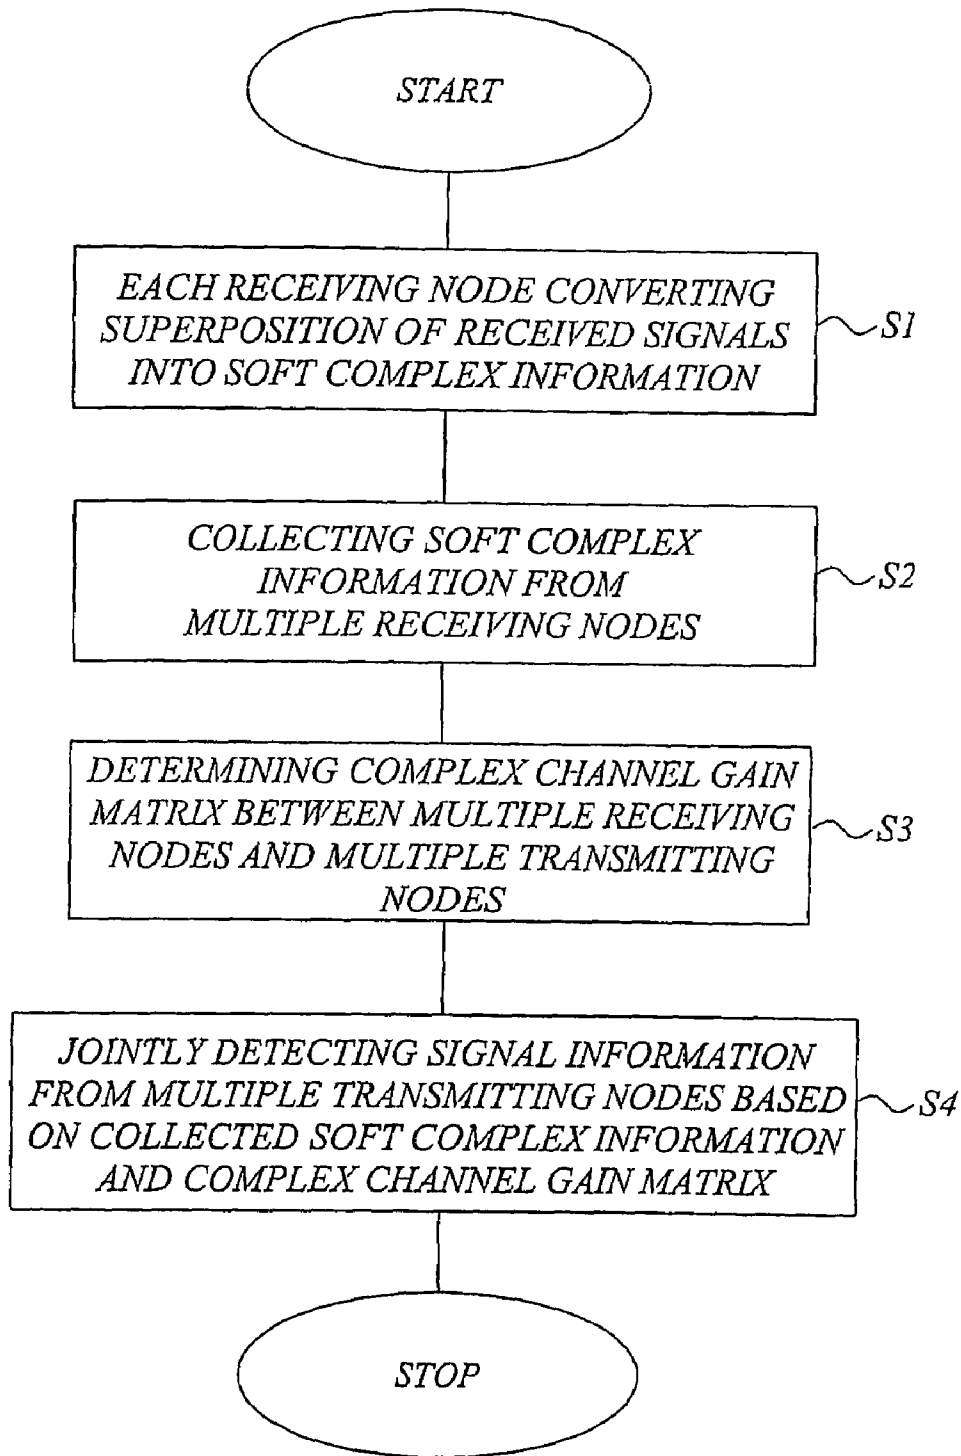 START
EACH RECEIVING NODE CONVERTING
SUPERPOSITION OF RECEIVED SIGNALS
INTO SOFT COMPLEX INFORMATION
S1
COLLECTING SOFT COMPLEX
INFORMATION FROM
MULTIPLE RECEIVING NODES
S2
DETERMINING COMPLEX CHANNEL GAIN
MATRIX BETWEEN MULTIPLE RECEIVING
NODES AND MULTIPLE TRANSMITTING
NODES
S3
JOINTLY DETECTING SIGNAL INFORMATION
FROM MULTIPLE TRANSMITTING NODES BASED
ON COLLECTED SOFT COMPLEX INFORMATION
AND COMPLEX CHANNEL GAIN MATRIX
S4
STOP